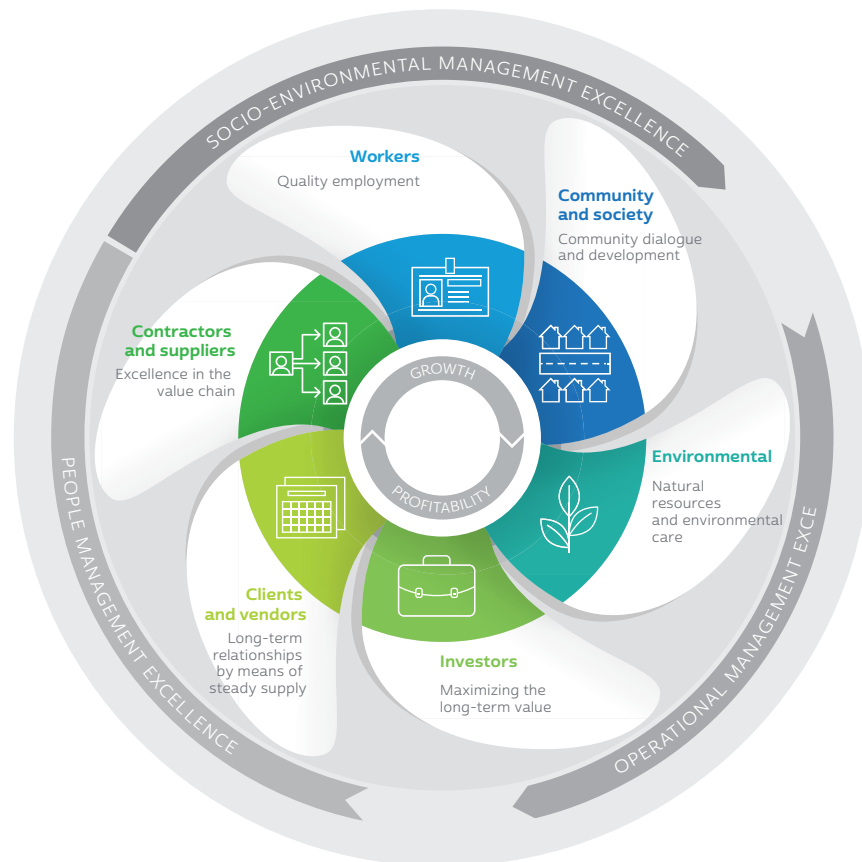 SOCIO-ENVIRONMENTAL MANAGEMENT EXCELLENCE
Workers
Quality employment
Community
and society
Community dialogue
and development
Contractors
and suppliers
Excellence in the
value chain
GROWTH
PROFITABILITY
Environmental
Natural
resources
and environmental
care
Clients
and vendors
Long-term
relationships
by means of
steady supply
Investors
Maximizing the
long-term value
PEOPLE MANAGEMENT EXCELLENCE
OPERATIONAL MANAGEMENT EXCE